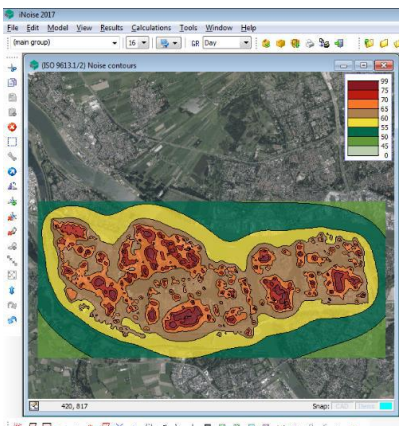 iNoise 2017
File Edit Model View Results Calculations Tools Window Help
(main group) 16 GR Day
(ISO 9613.1/2) Noise contours
99
75
70
65
60
55
50
45
0
420, 817 Snap: